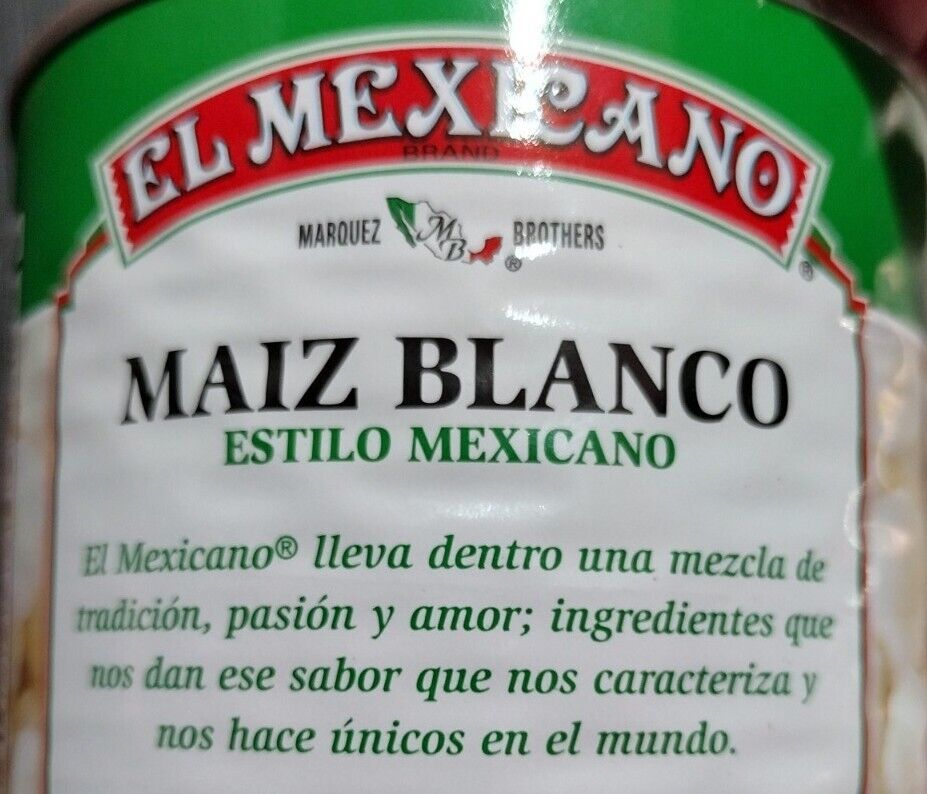 EL MEXICANO
BRAND
MARQUEZ MB BROTHERS ®
®
MAIZ BLANCO
ESTILO MEXICANO
El Mexicano® lleva dentro una mezcla de
tradición, pasión y amor; ingredientes que
nos dan ese sabor que nos caracteriza y
nos hace únicos en el mundo.